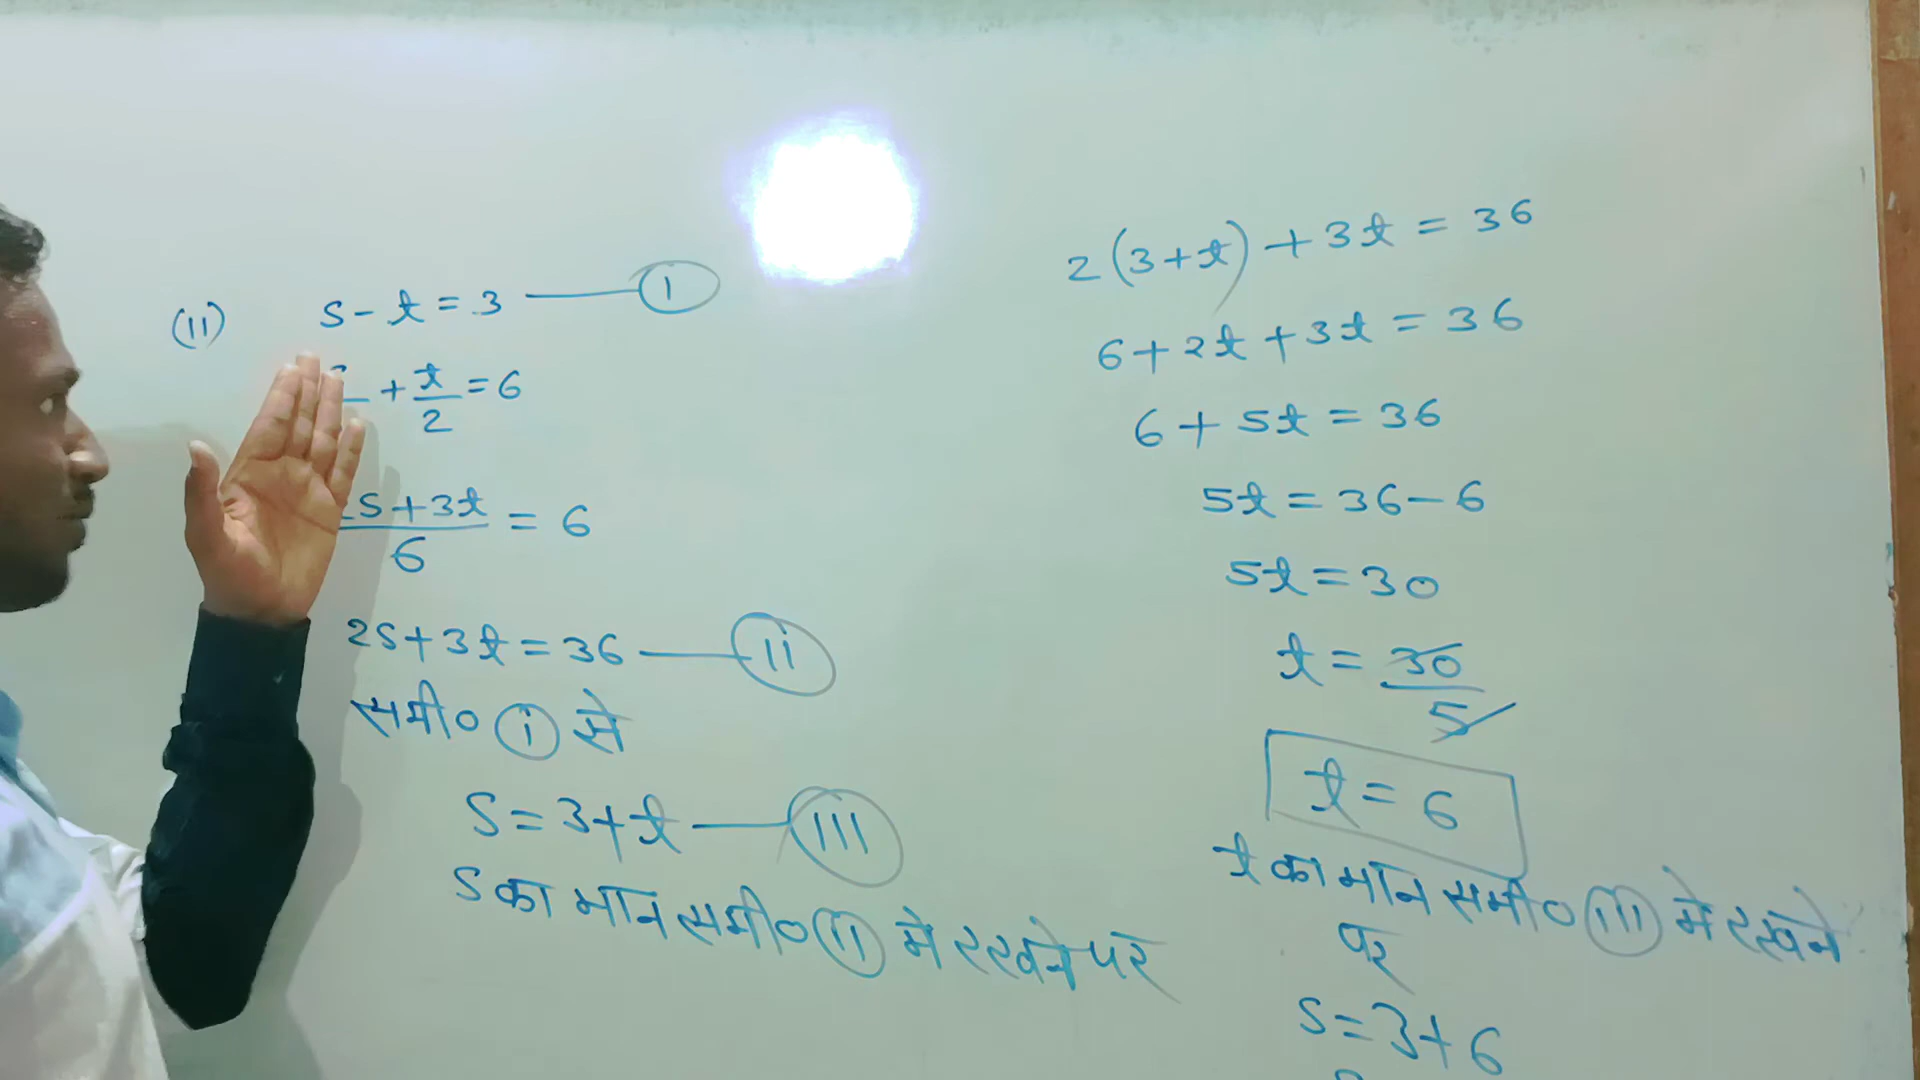 (II) s - t = 3 — I
+ t/2 = 6
s + 3t / 6 = 6
2s + 3t = 36 — II
समी० I से
s = 3 + t — III
s का मान समी० II मे रखने पर
2(3 + t) + 3t = 36
6 + 2t + 3t = 36
6 + 5t = 36
5t = 36 - 6
5t = 30
t = 30/5
t = 6
t का मान समी० III मे रखने
पर
s = 3 + 6